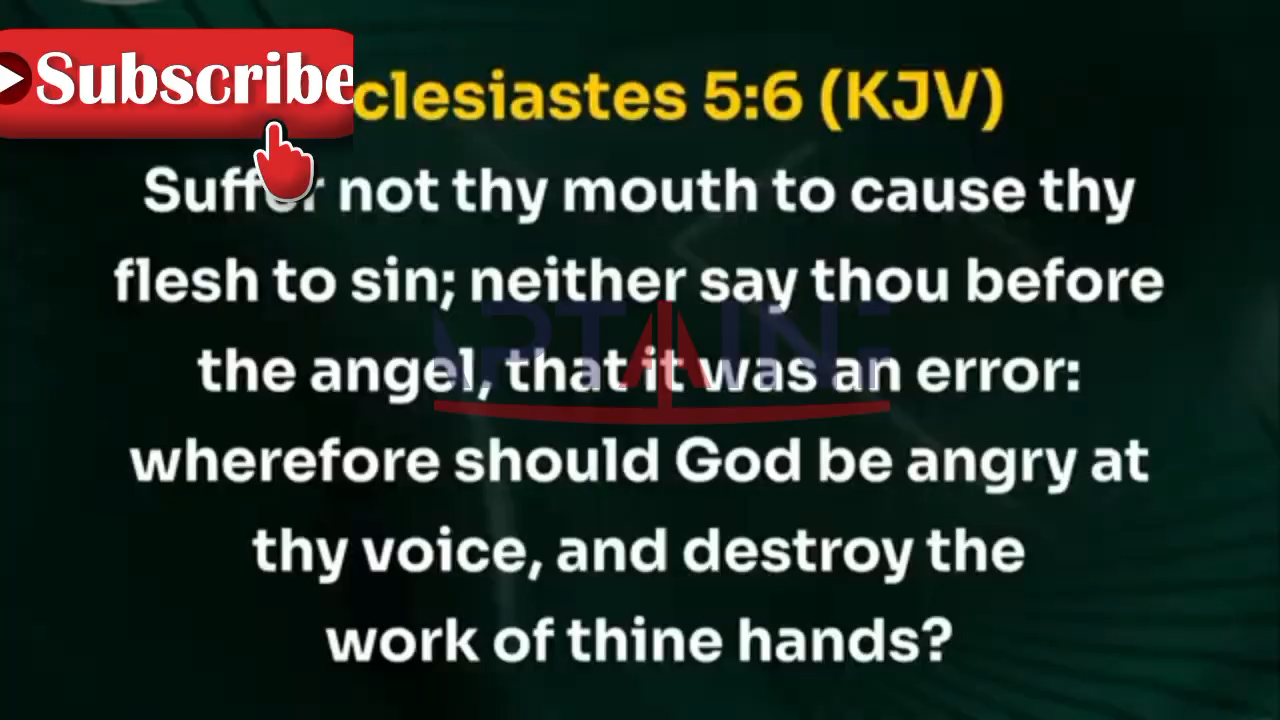 Subscribe
clesiastes 5:6 (KJV)
Suffer not thy mouth to cause thy
flesh to sin; neither say thou before
the angel, that it was an error:
wherefore should God be angry at
thy voice, and destroy the
work of thine hands?